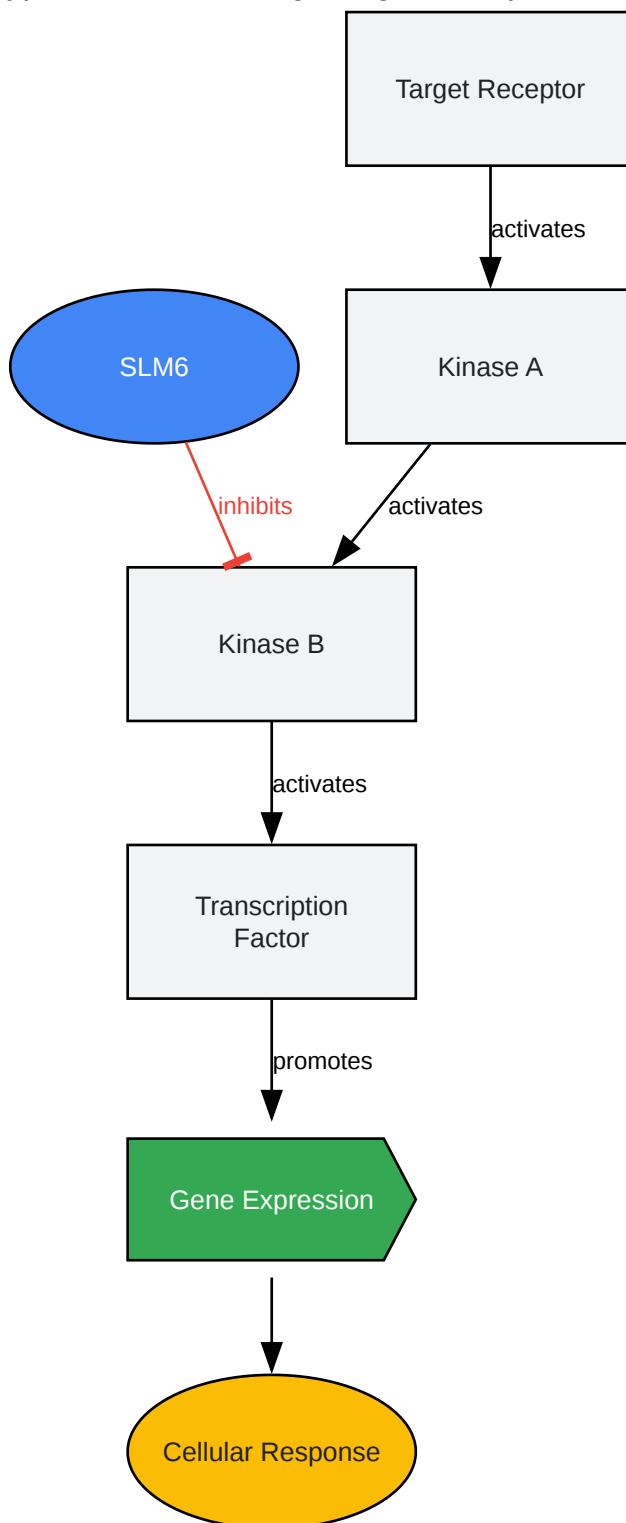 Target Receptor
activates
SLM6
Kinase A
inhibits
activates
Kinase B
activates
Transcription
Factor
promotes
Gene Expression
Cellular Response